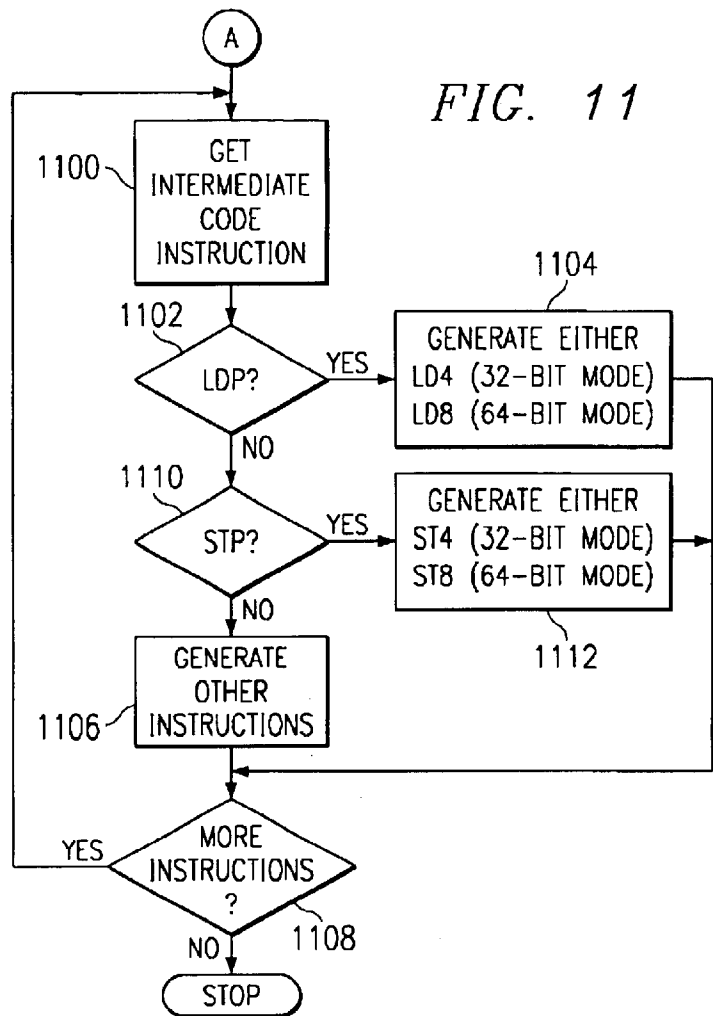 A
FIG. 11
1100
GET
INTERMEDIATE
CODE
INSTRUCTION
1102
LDP?
YES
NO
1104
GENERATE EITHER
LD4 (32-BIT MODE)
LD8 (64-BIT MODE)
1110
STP?
YES
NO
GENERATE EITHER
ST4 (32-BIT MODE)
ST8 (64-BIT MODE)
1112
GENERATE
OTHER
INSTRUCTIONS
1106
YES
MORE
INSTRUCTIONS
?
1108
NO
STOP